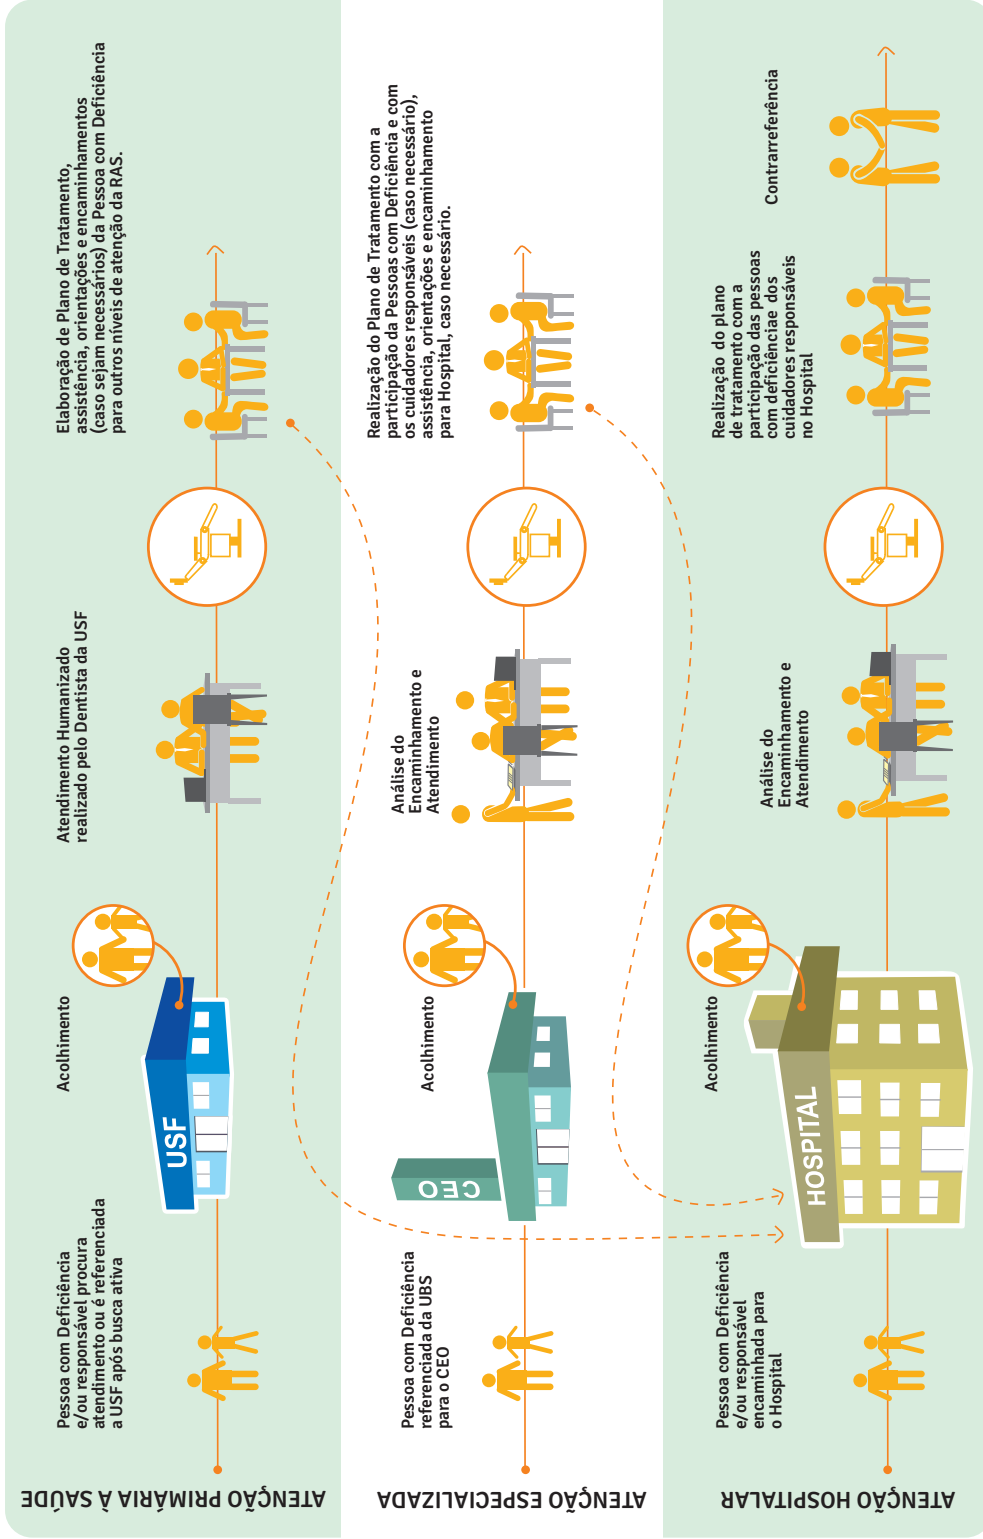 ATENÇÃO PRIMÁRIA À SAÚDE
Pessoa com Deficiência
e/ou responsável procura
atendimento ou é referenciada
a USF após busca ativa
USF
Acolhimento
Atendimento Humanizado
realizado pelo Dentista da USF
Elaboração de Plano de Tratamento,
assistência, orientações e encaminhamentos
(caso sejam necessários) da Pessoa com Deficiência
para outros níveis de atenção da RAS.
ATENÇÃO ESPECIALIZADA
Pessoa com Deficiência
referenciada da UBS
para o CEO
CEO
Acolhimento
Análise do
Encaminhamento e
Atendimento
Realização do Plano de Tratamento com a
participação da Pessoas com Deficiência e com
os cuidadores responsáveis (caso necessário),
assistência, orientações e encaminhamento
para Hospital, caso necessário.
ATENÇÃO HOSPITALAR
Pessoa com Deficiência
e/ou responsável
encaminhada para
o Hospital
HOSPITAL
Acolhimento
Análise do
Encaminhamento e
Atendimento
Realização do plano
de tratamento com a
participação das pessoas
com deficiênciae dos
cuidadores responsáveis
no Hospital
Contrarreferência